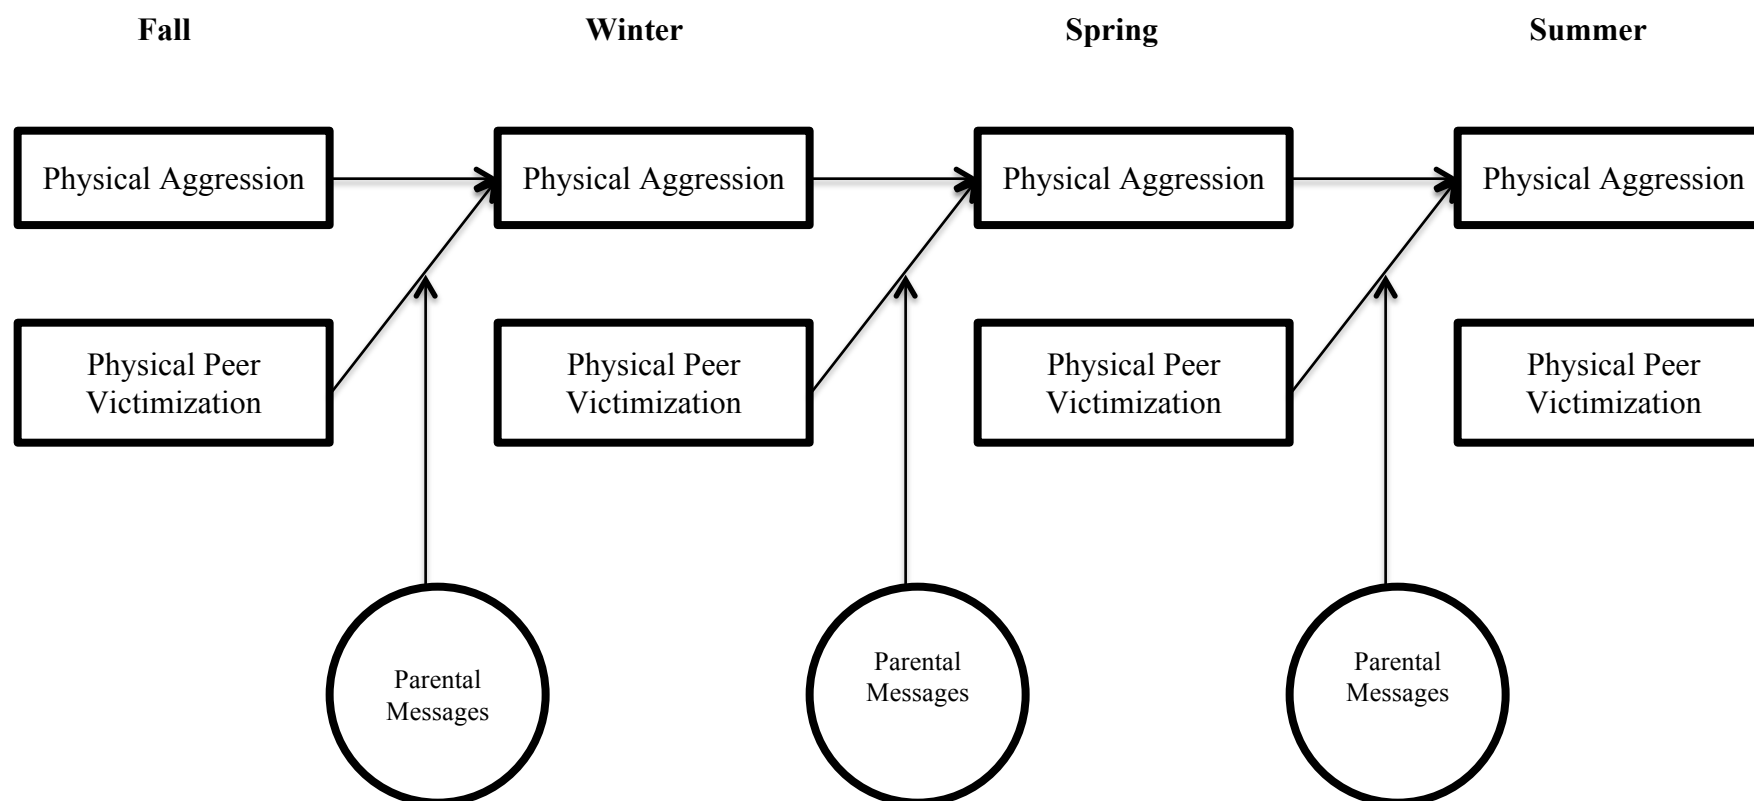 Fall
Winter
Spring
Summer
Physical Aggression
Physical Aggression
Physical Aggression
Physical Aggression
Physical Peer
Victimization
Physical Peer
Victimization
Physical Peer
Victimization
Physical Peer
Victimization
Parental
Messages
Parental
Messages
Parental
Messages